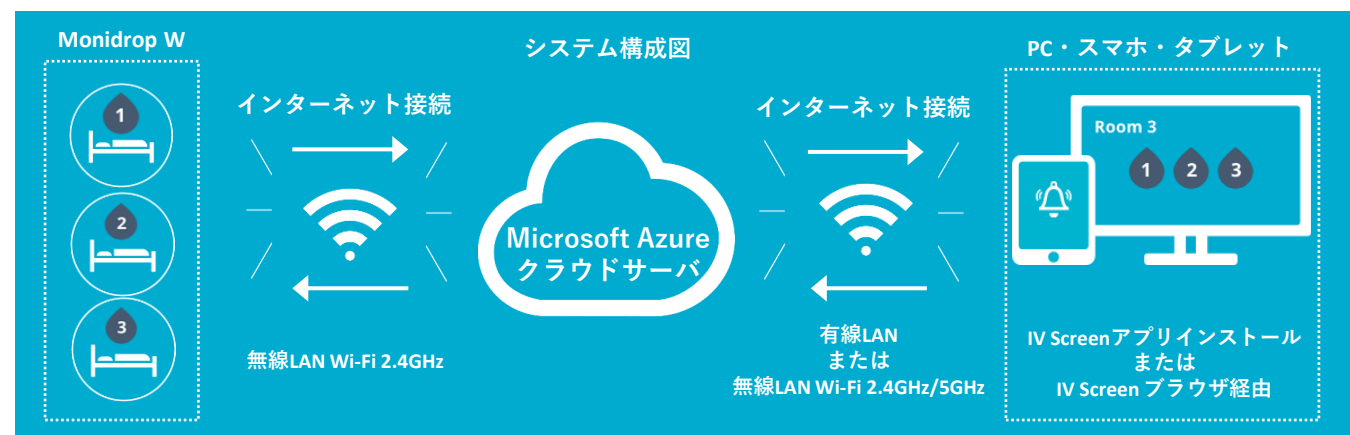 Monidrop W
システム構成図
PC・スマホ・タブレット
1
2
3
インターネット接続
無線LAN Wi-Fi 2.4GHz
Microsoft Azure
クラウドサーバ
インターネット接続
有線LAN
または
無線LAN Wi-Fi 2.4GHz/5GHz
Room 3
1 2 3
IV Screenアプリインストール
または
IV Screen ブラウザ経由